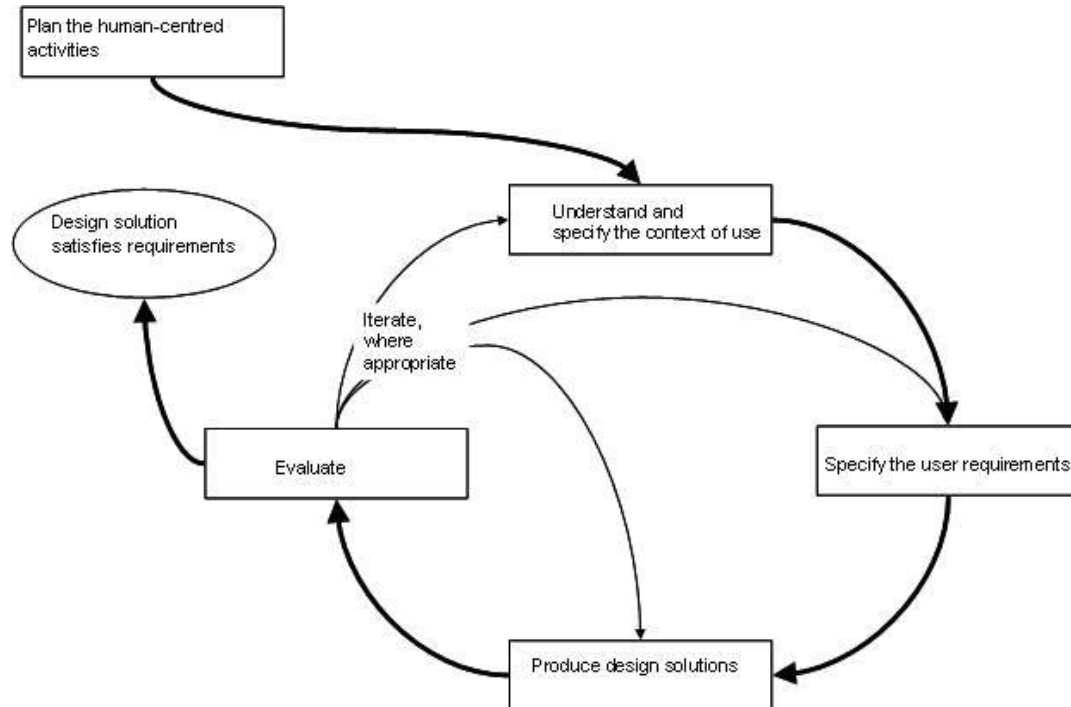 Plan the human-centred
activities
Understand and
specify the context of use
Design solution
satisfies requirements
Iterate,
where
appropriate
Evaluate
Specify the user requirements
Produce design solutions